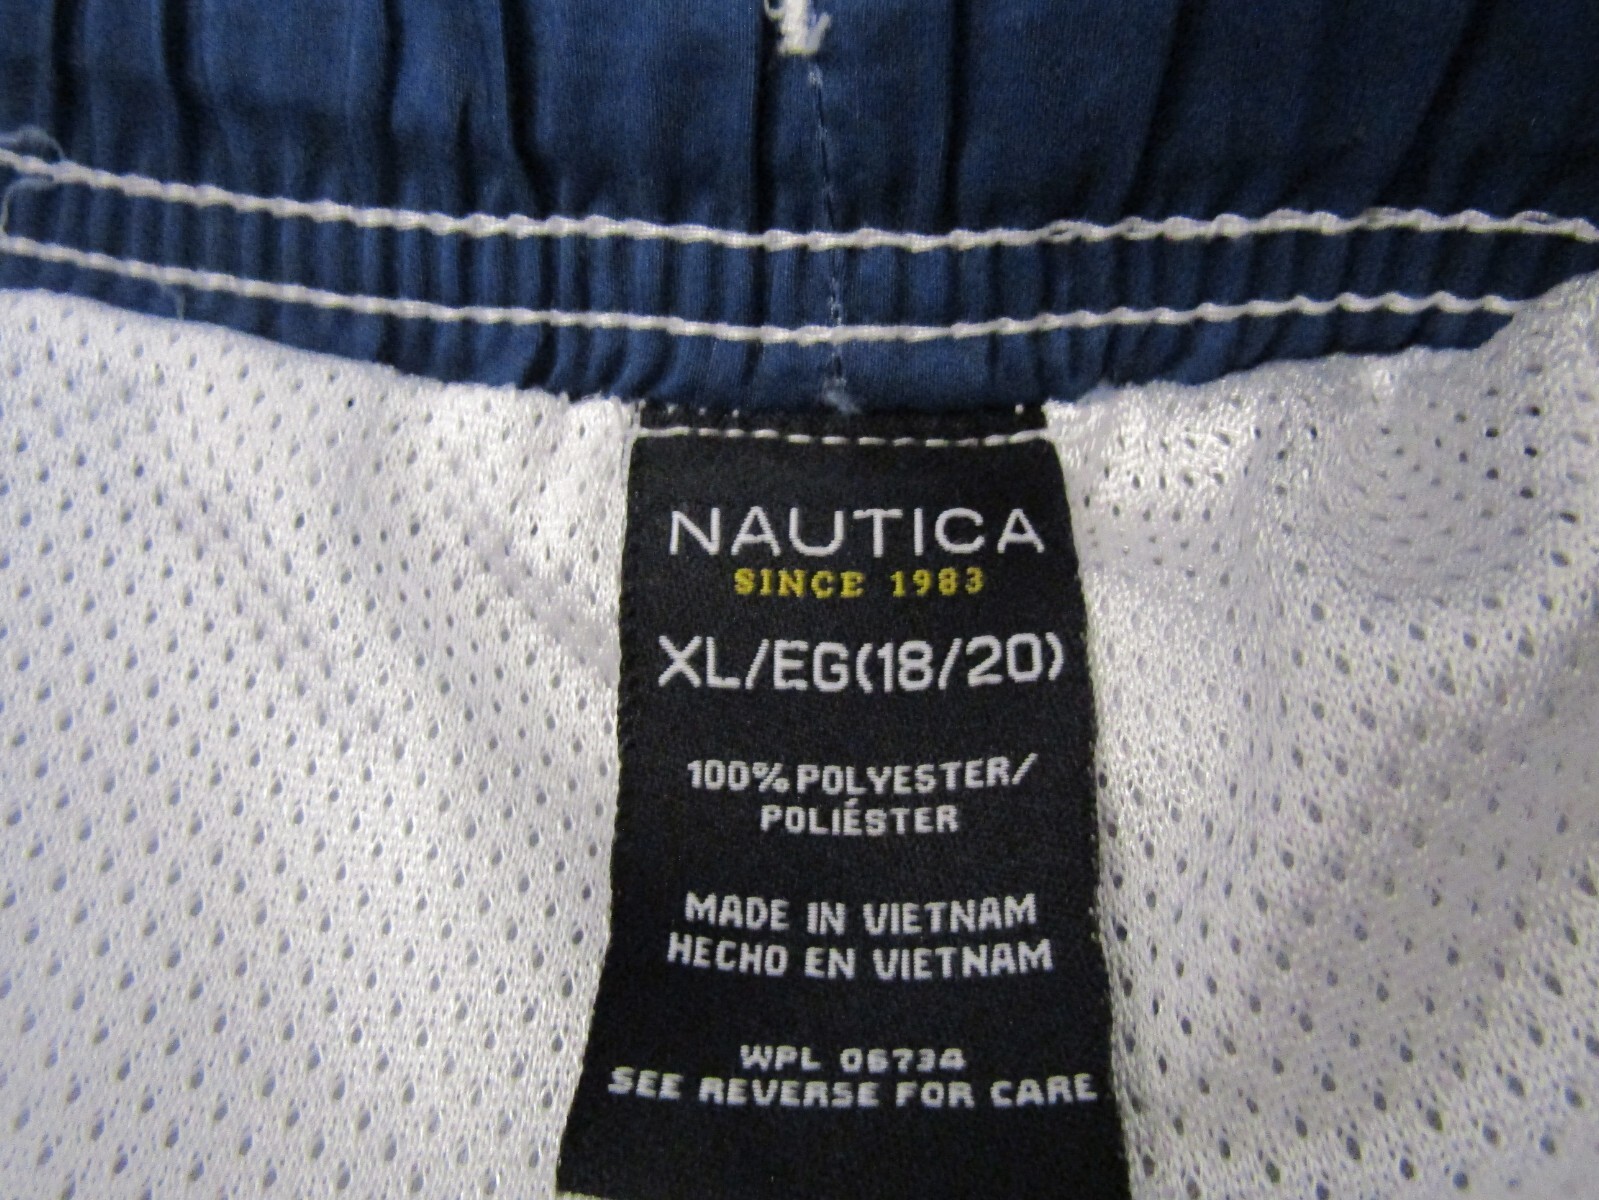 NAUTICA
SINCE 1983
XL/EG(18/20)
100% POLYESTER/
POLIÉSTER
MADE IN VIETNAM
HECHO EN VIETNAM
WPL 06734
SEE REVERSE FOR CARE